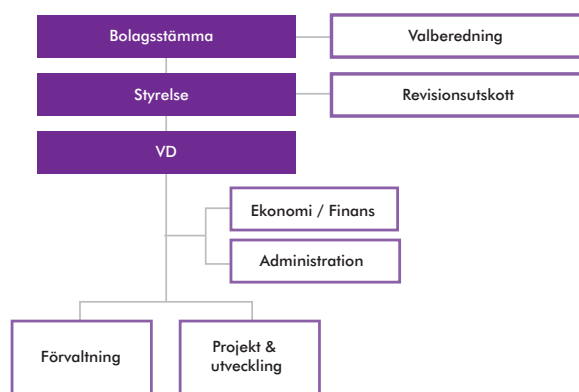 Bolagsstämma
Valberedning
Styrelse
Revisionsutskott
VD
Ekonomi / Finans
Administration
Förvaltning
Projekt &
utveckling